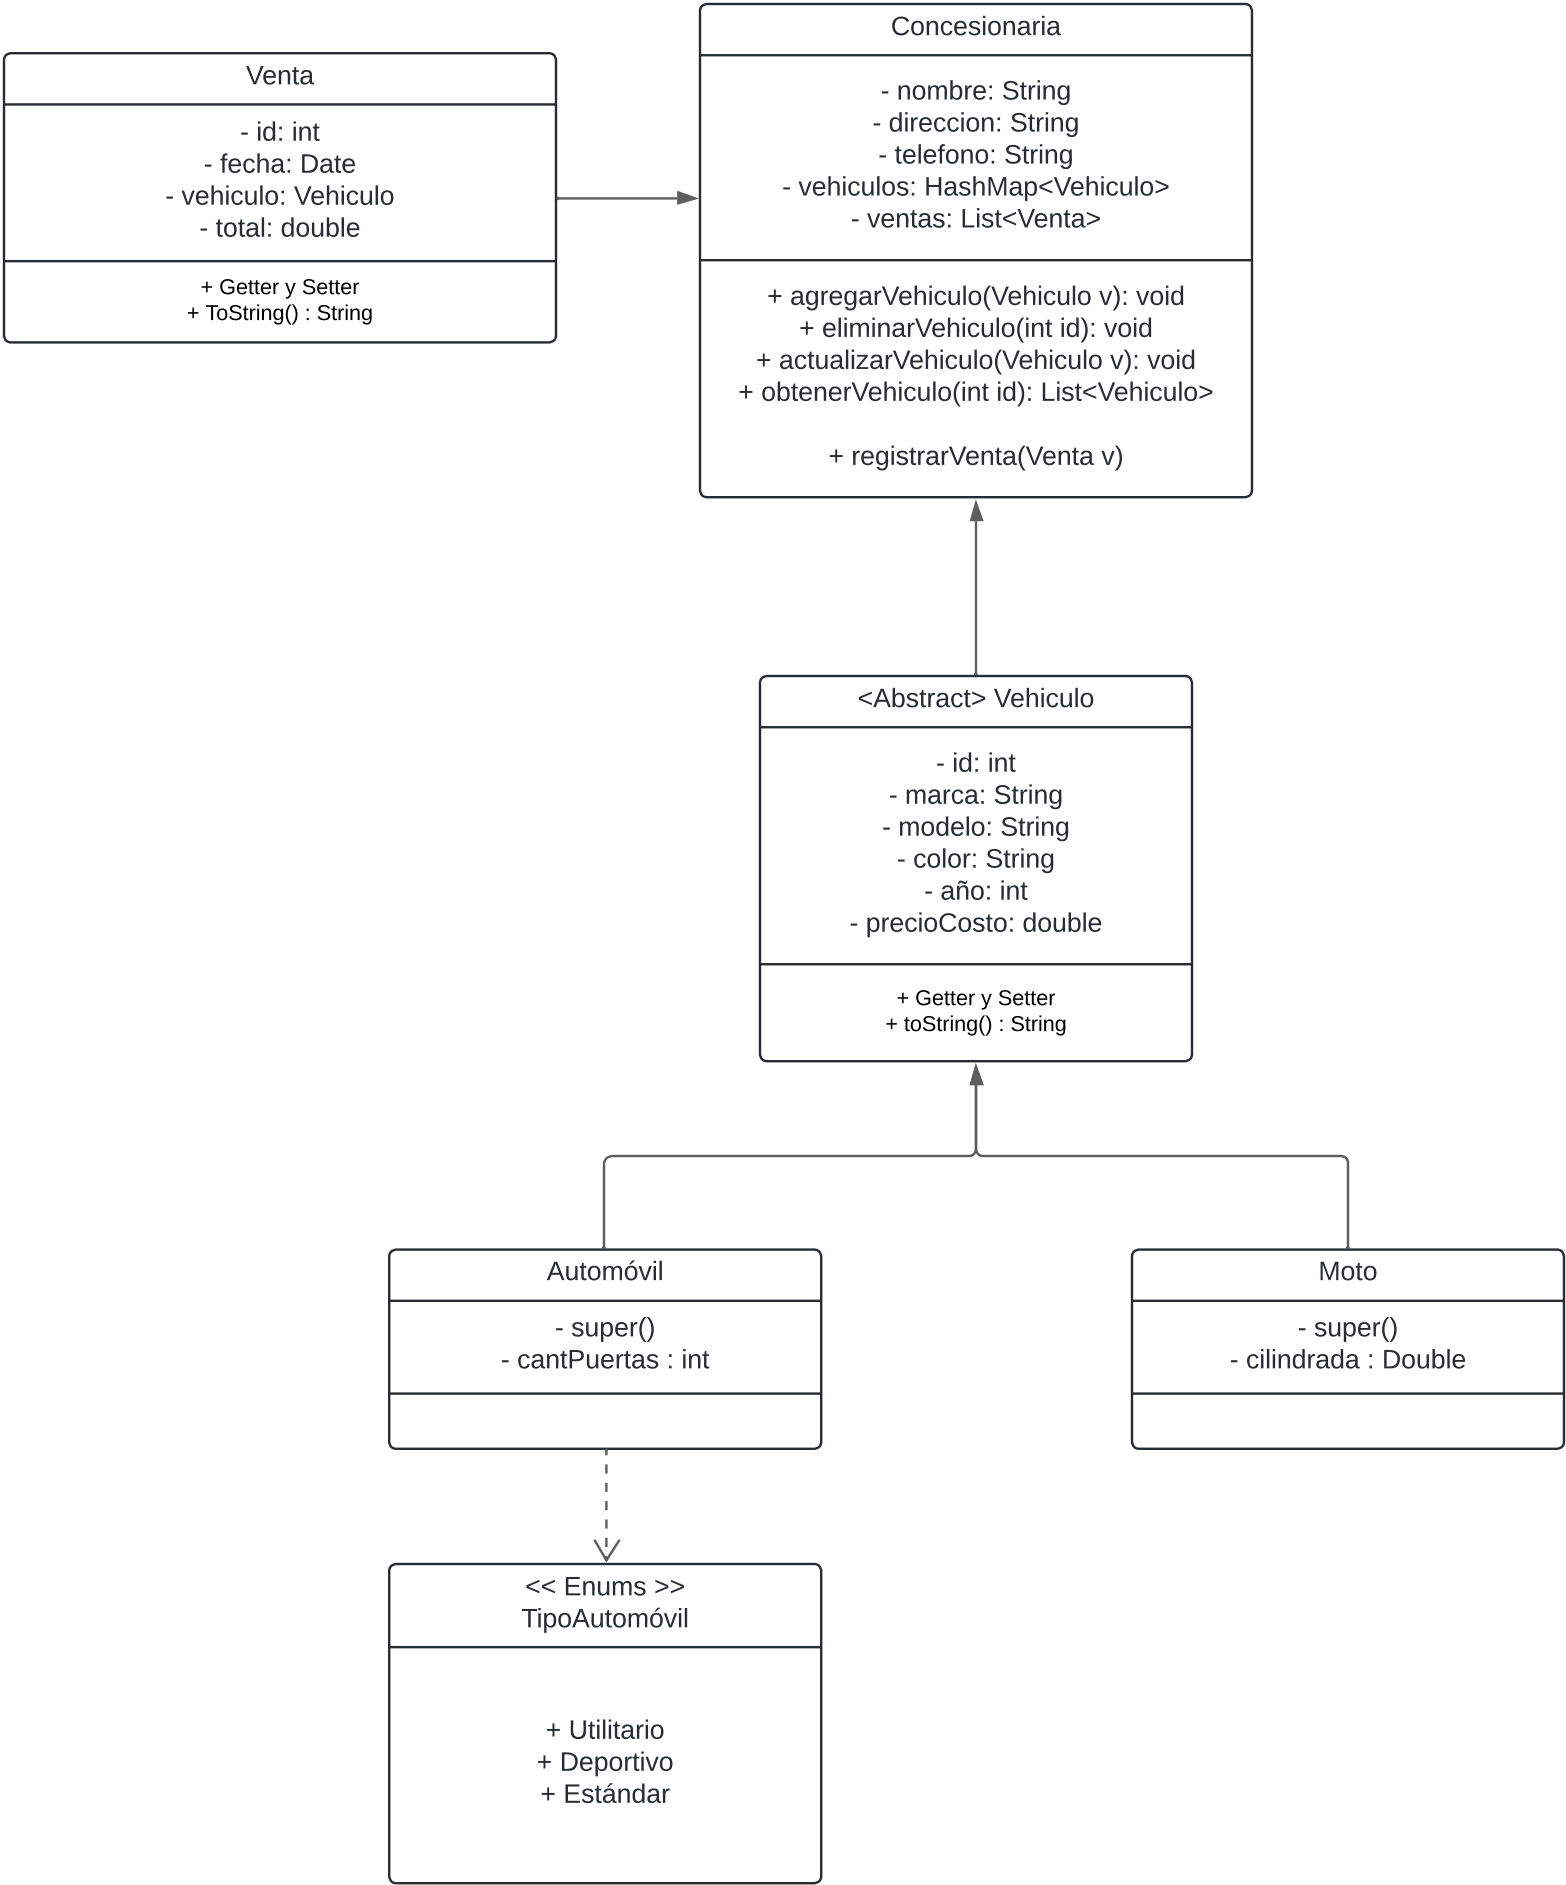 Venta
- id: int
- fecha: Date
- vehiculo: Vehiculo
- total: double
+ Getter y Setter
+ ToString() : String
Concesionaria
- nombre: String
- direccion: String
- telefono: String
- vehiculos: HashMap<Vehiculo>
- ventas: List<Venta>
+ agregarVehiculo(Vehiculo v): void
+ eliminarVehiculo(int id): void
+ actualizarVehiculo(Vehiculo v): void
+ obtenerVehiculo(int id): List<Vehiculo>
+ registrarVenta(Venta v)
<Abstract> Vehiculo
- id: int
- marca: String
- modelo: String
- color: String
- año: int
- precioCosto: double
+ Getter y Setter
+ toString() : String
Automóvil
- super()
- cantPuertas : int
Moto
- super()
- cilindrada : Double
<< Enums >>
TipoAutomóvil
+ Utilitario
+ Deportivo
+ Estándar